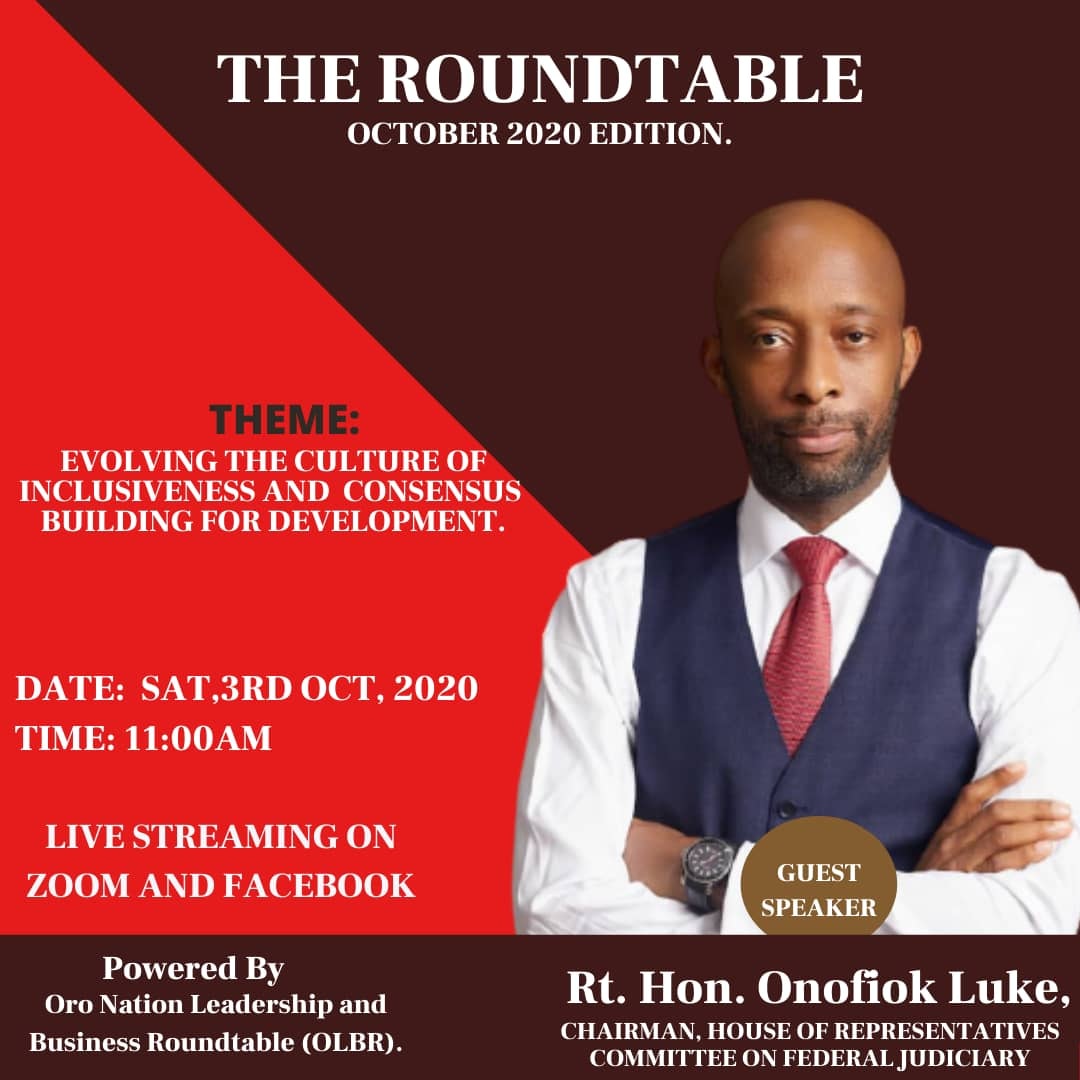 THE ROUNDTABLE
OCTOBER 2020 EDITION.
THEME:
EVOLVING THE CULTURE OF
INCLUSIVENESS AND CONSENSUS
BUILDING FOR DEVELOPMENT.
DATE: SAT,3RD OCT, 2020
TIME: 11:00AM
LIVE STREAMING ON
ZOOM AND FACEBOOK
GUEST
SPEAKER
Powered By
Oro Nation Leadership and
Business Roundtable (OLBR).
Rt. Hon. Onofiok Luke,
CHAIRMAN, HOUSE OF REPRESENTATIVES
COMMITTEE ON FEDERAL JUDICIARY